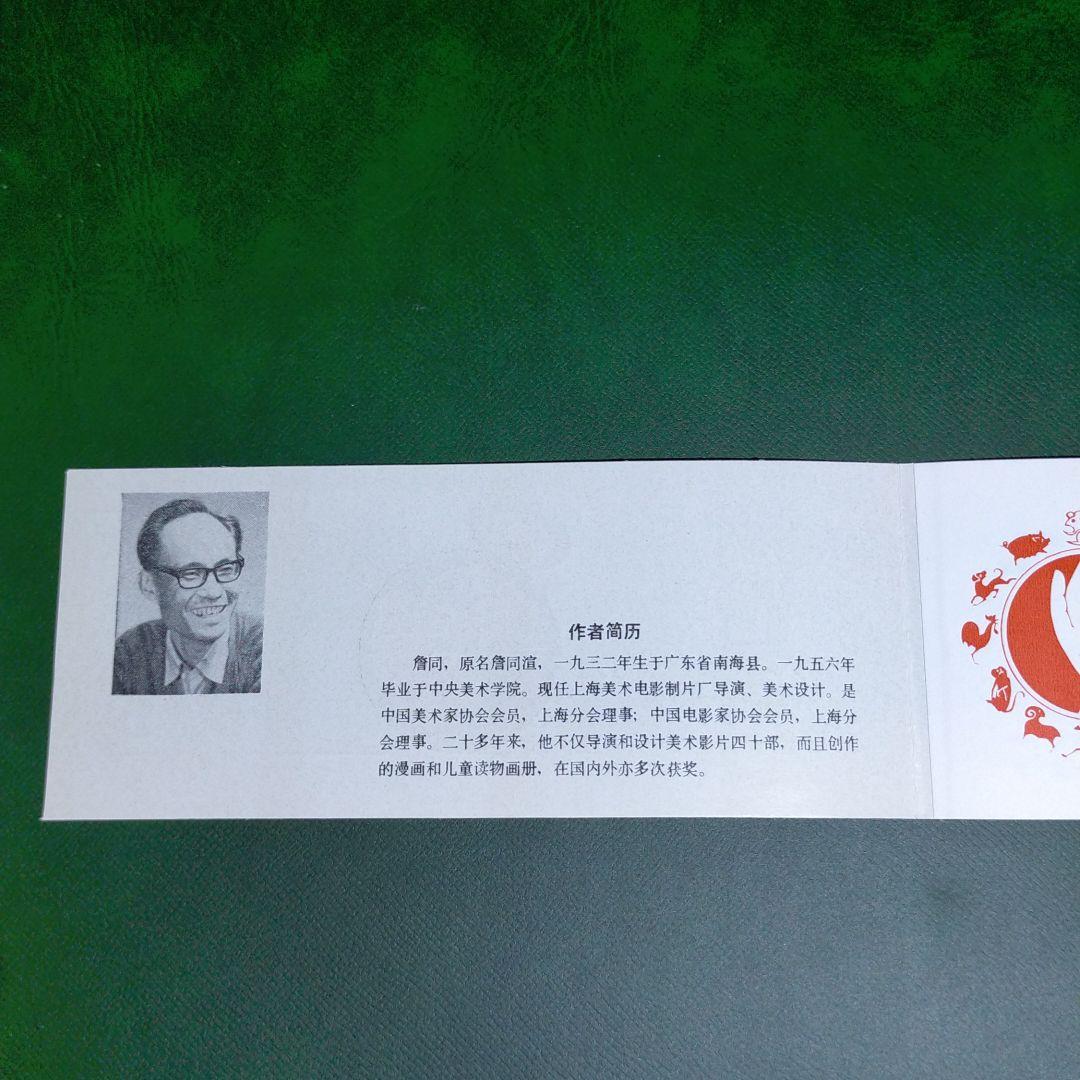 作者简历
詹同，原名詹同渲，一九三二年生于广东省南海县。一九五六年
毕业于中央美术学院。现任上海美术电影制片厂导演、美术设计。是
中国美术家协会会员，上海分会理事；中国电影家协会会员，上海分
会理事。二十多年来，他不仅导演和设计美术影片四十部，而且创作
的漫画和儿童读物画册，在国内外亦多次获奖。